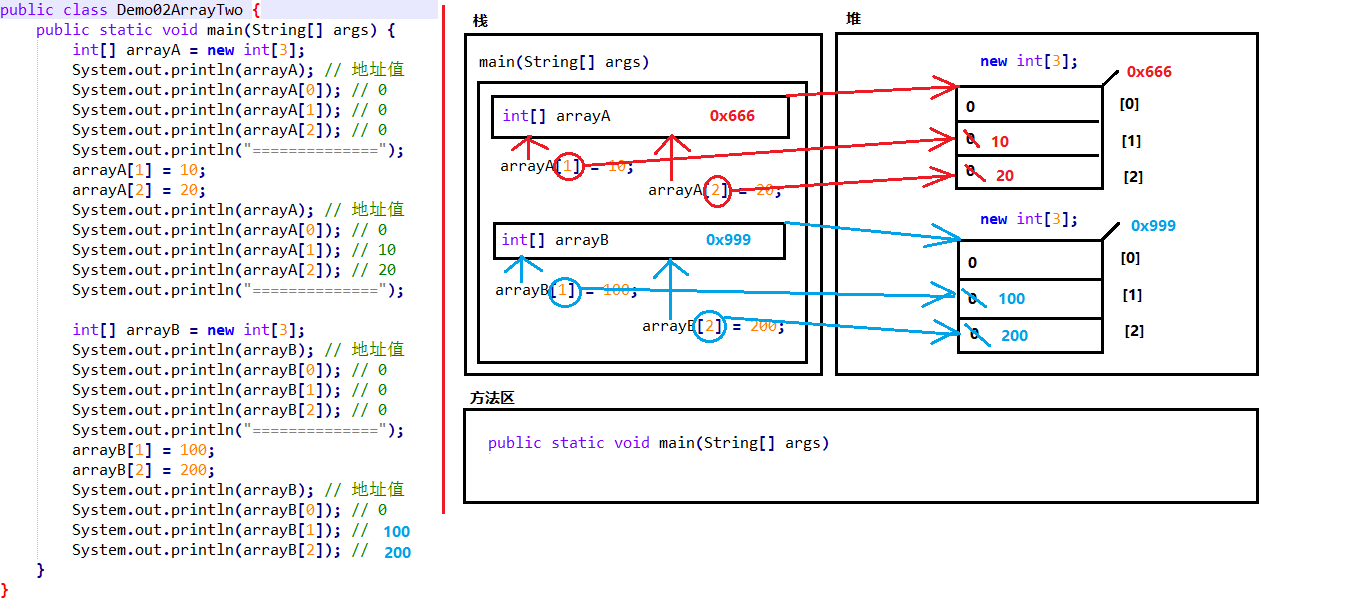 public class Demo02ArrayTwo {
public static void main(String[] args) {
int[] arrayA = new int[3];
System.out.println(arrayA); // 地址值
System.out.println(arrayA[0]); // 0
System.out.println(arrayA[1]); // 0
System.out.println(arrayA[2]); // 0
System.out.println("==============");
arrayA[1] = 10;
arrayA[2] = 20;
System.out.println(arrayA); // 地址值
System.out.println(arrayA[0]); // 0
System.out.println(arrayA[1]); // 10
System.out.println(arrayA[2]); // 20
System.out.println("==============");
int[] arrayB = new int[3];
System.out.println(arrayB); // 地址值
System.out.println(arrayB[0]); // 0
System.out.println(arrayB[1]); // 0
System.out.println(arrayB[2]); // 0
System.out.println("==============");
arrayB[1] = 100;
arrayB[2] = 200;
System.out.println(arrayB); // 地址值
System.out.println(arrayB[0]); // 0
System.out.println(arrayB[1]); // 100
System.out.println(arrayB[2]); // 200
}
}
栈
main(String[] args)
int[] arrayA 0x666
arrayA[1] = 10;
arrayA[2] = 20;
int[] arrayB 0x999
arrayB[1] = 100;
arrayB[2] = 200;
堆
new int[3];
0x666
0 [0]
0 10 [1]
0 20 [2]
new int[3];
0x999
0 [0]
0 100 [1]
0 200 [2]
方法区
public static void main(String[] args)